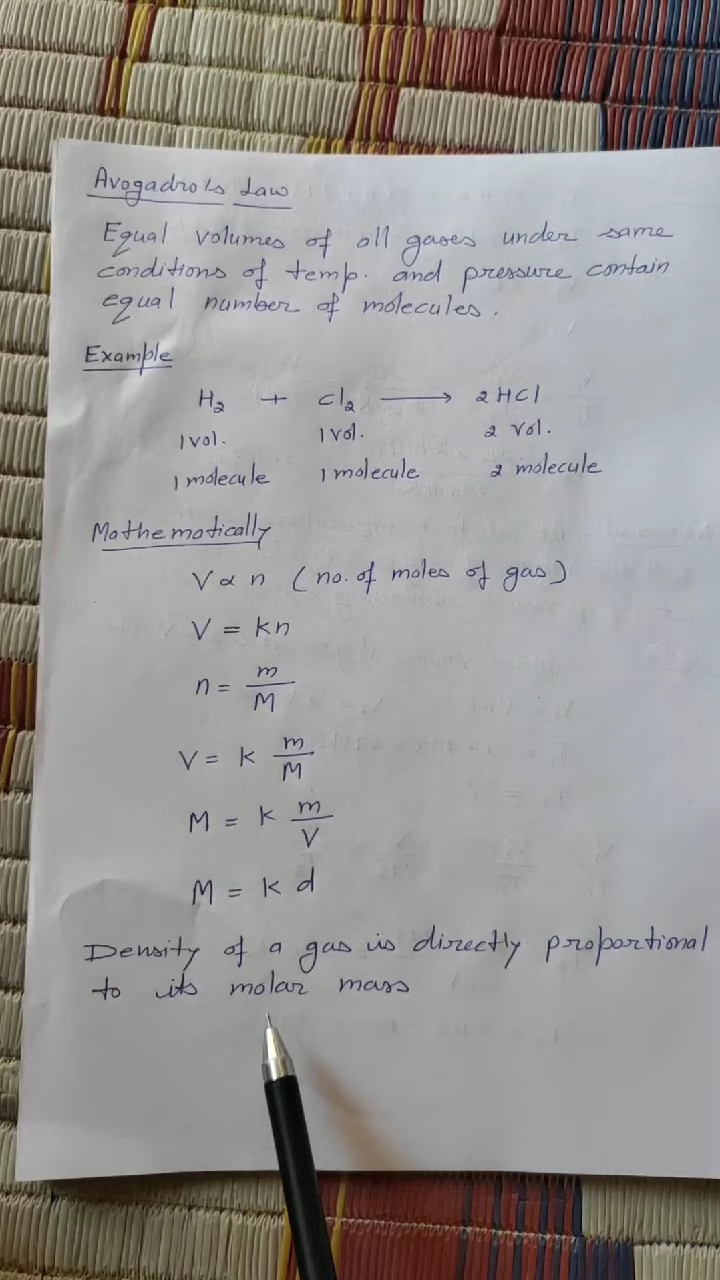 Avogadro's Law
Equal volumes of all gases under same
conditions of temp. and pressure contain
equal number of molecules.
Example
H₂ + Cl₂ ⟶ 2HCl
1 vol. 1 vol. 2 vol.
1 molecule 1 molecule 2 molecule
Mathematically
V ∝ n (no. of moles of gas)
V = kn
n = m/M
V = k m/M
M = k m/V
M = k d
Density of a gas is directly proportional
to its molar mass